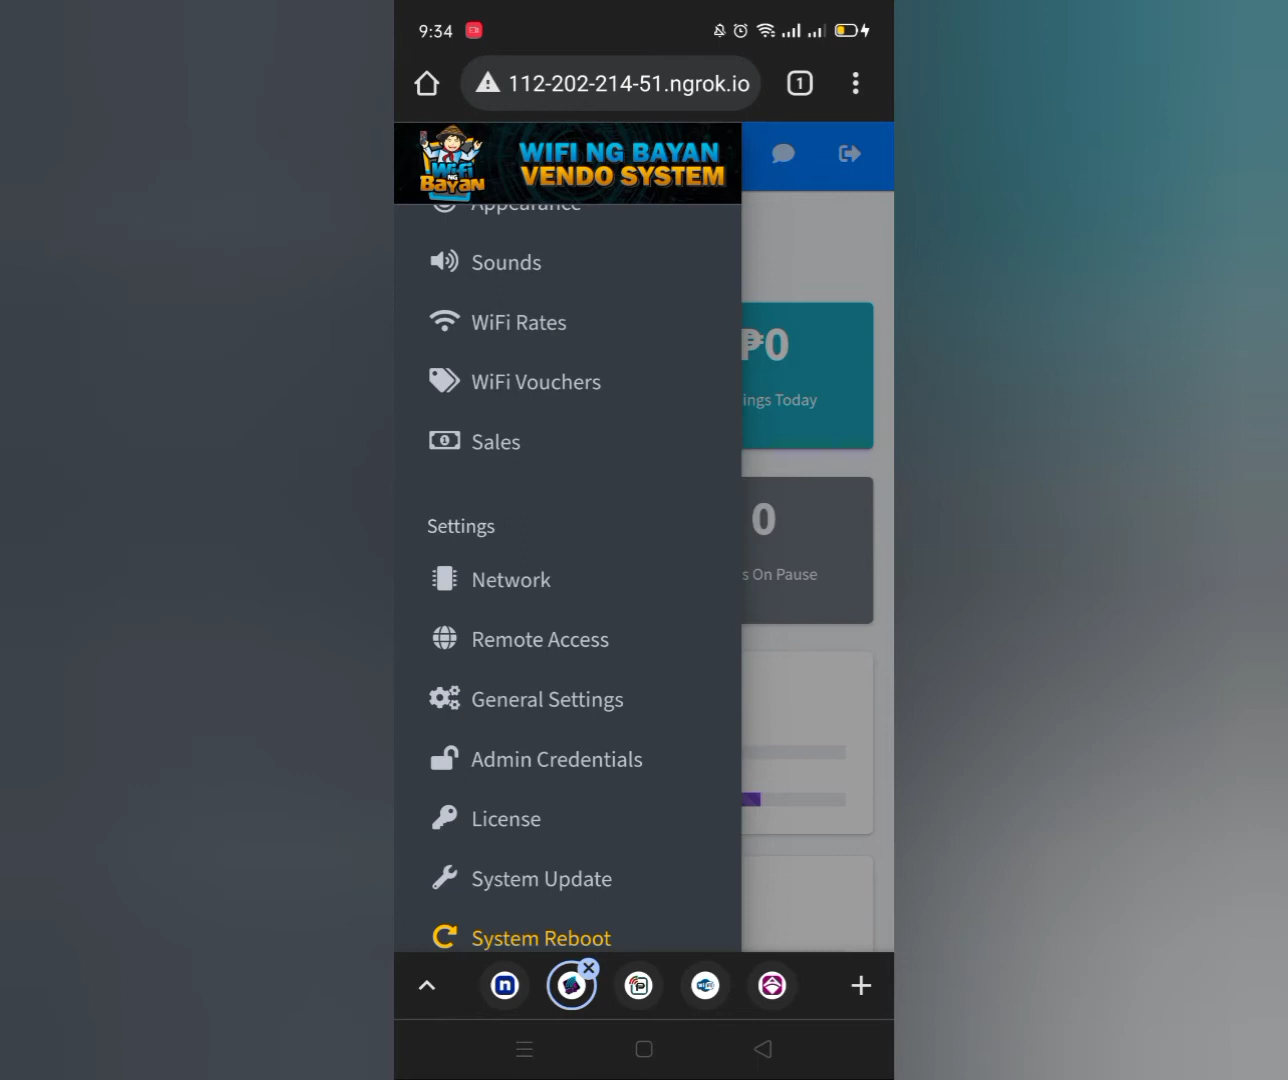 9:34
112-202-214-51.ngrok.io
1
WiFi
NG
BAYAN
WIFI NG BAYAN
VENDO SYSTEM
Appearance
Sounds
WiFi Rates
WiFi Vouchers
Sales
₱0
ings Today
Settings
0
s On Pause
Network
Remote Access
General Settings
Admin Credentials
License
System Update
System Reboot